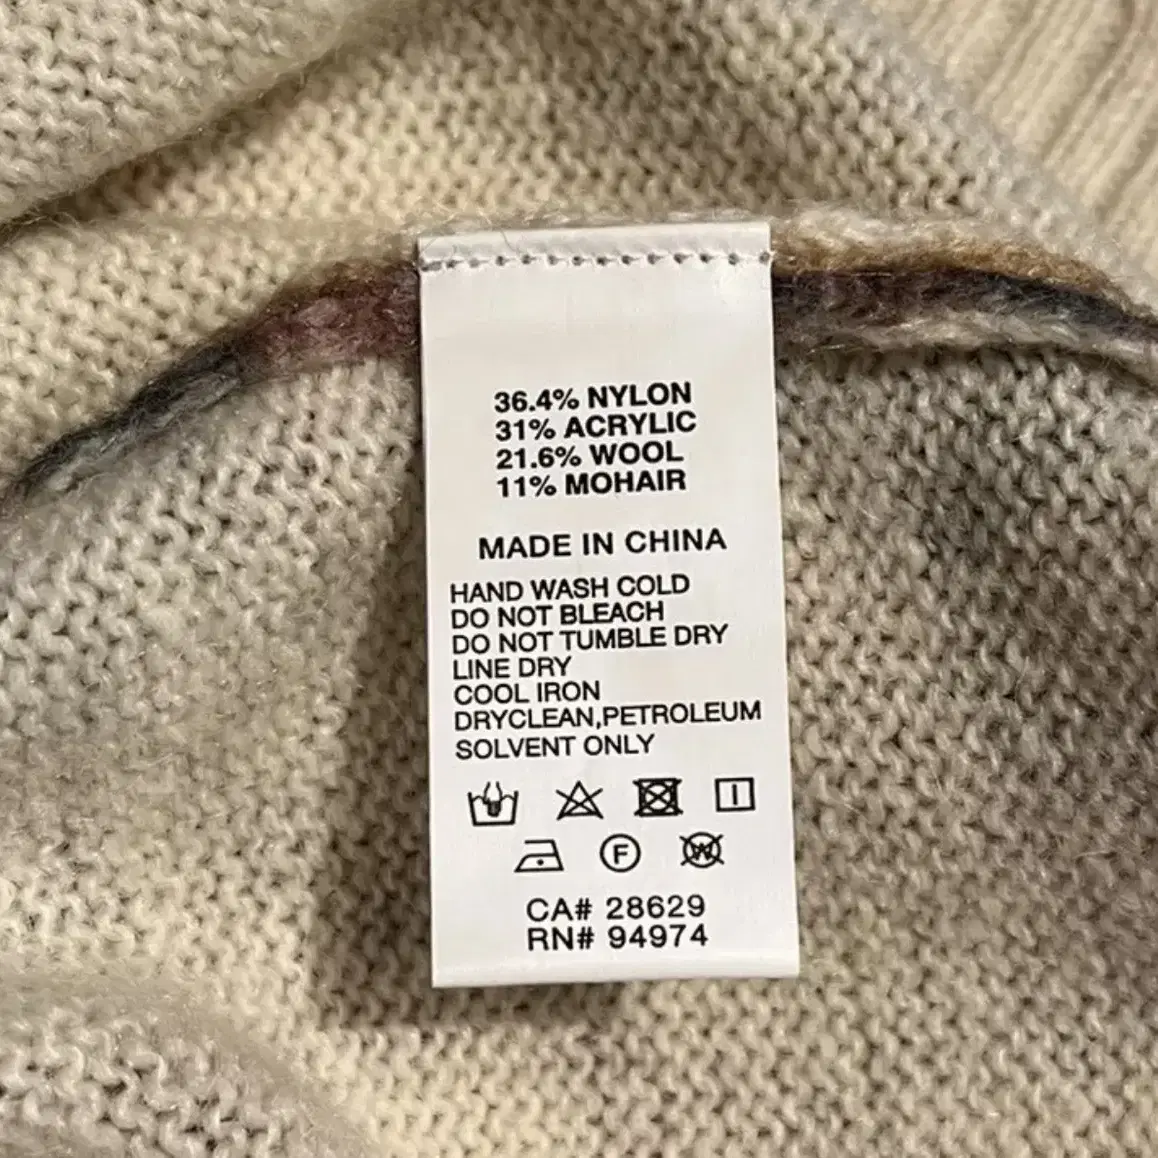 36.4% NYLON
31% ACRYLIC
21.6% WOOL
11% MOHAIR
MADE IN CHINA
HAND WASH COLD
DO NOT BLEACH
DO NOT TUMBLE DRY
LINE DRY
COOL IRON
DRYCLEAN,PETROLEUM
SOLVENT ONLY
F W
CA# 28629
RN# 94974